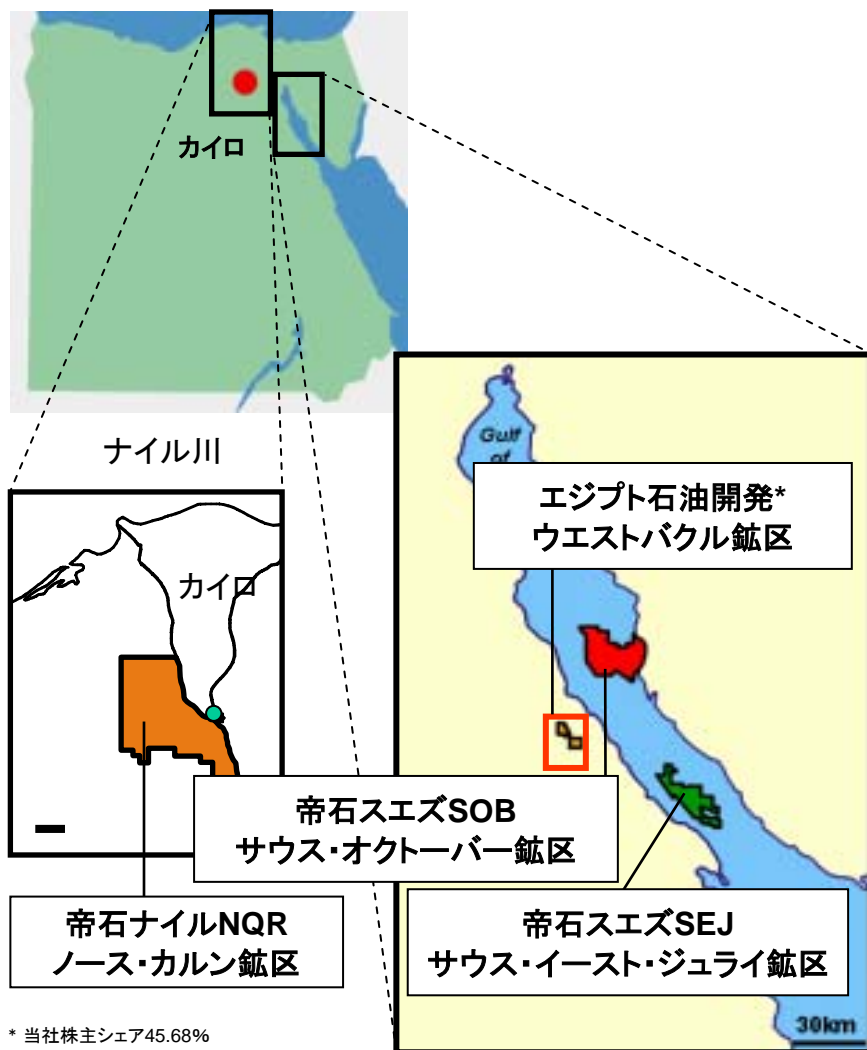 カイロ
ナイル川
カイロ
Gulf
of
エジプト石油開発*
ウエストバクル鉱区
帝石スエズSOB
サウス・オクトーバー鉱区
帝石ナイルNQR
ノース・カルン鉱区
帝石スエズSEJ
サウス・イースト・ジュライ鉱区
30km
* 当社株主シェア45.68%